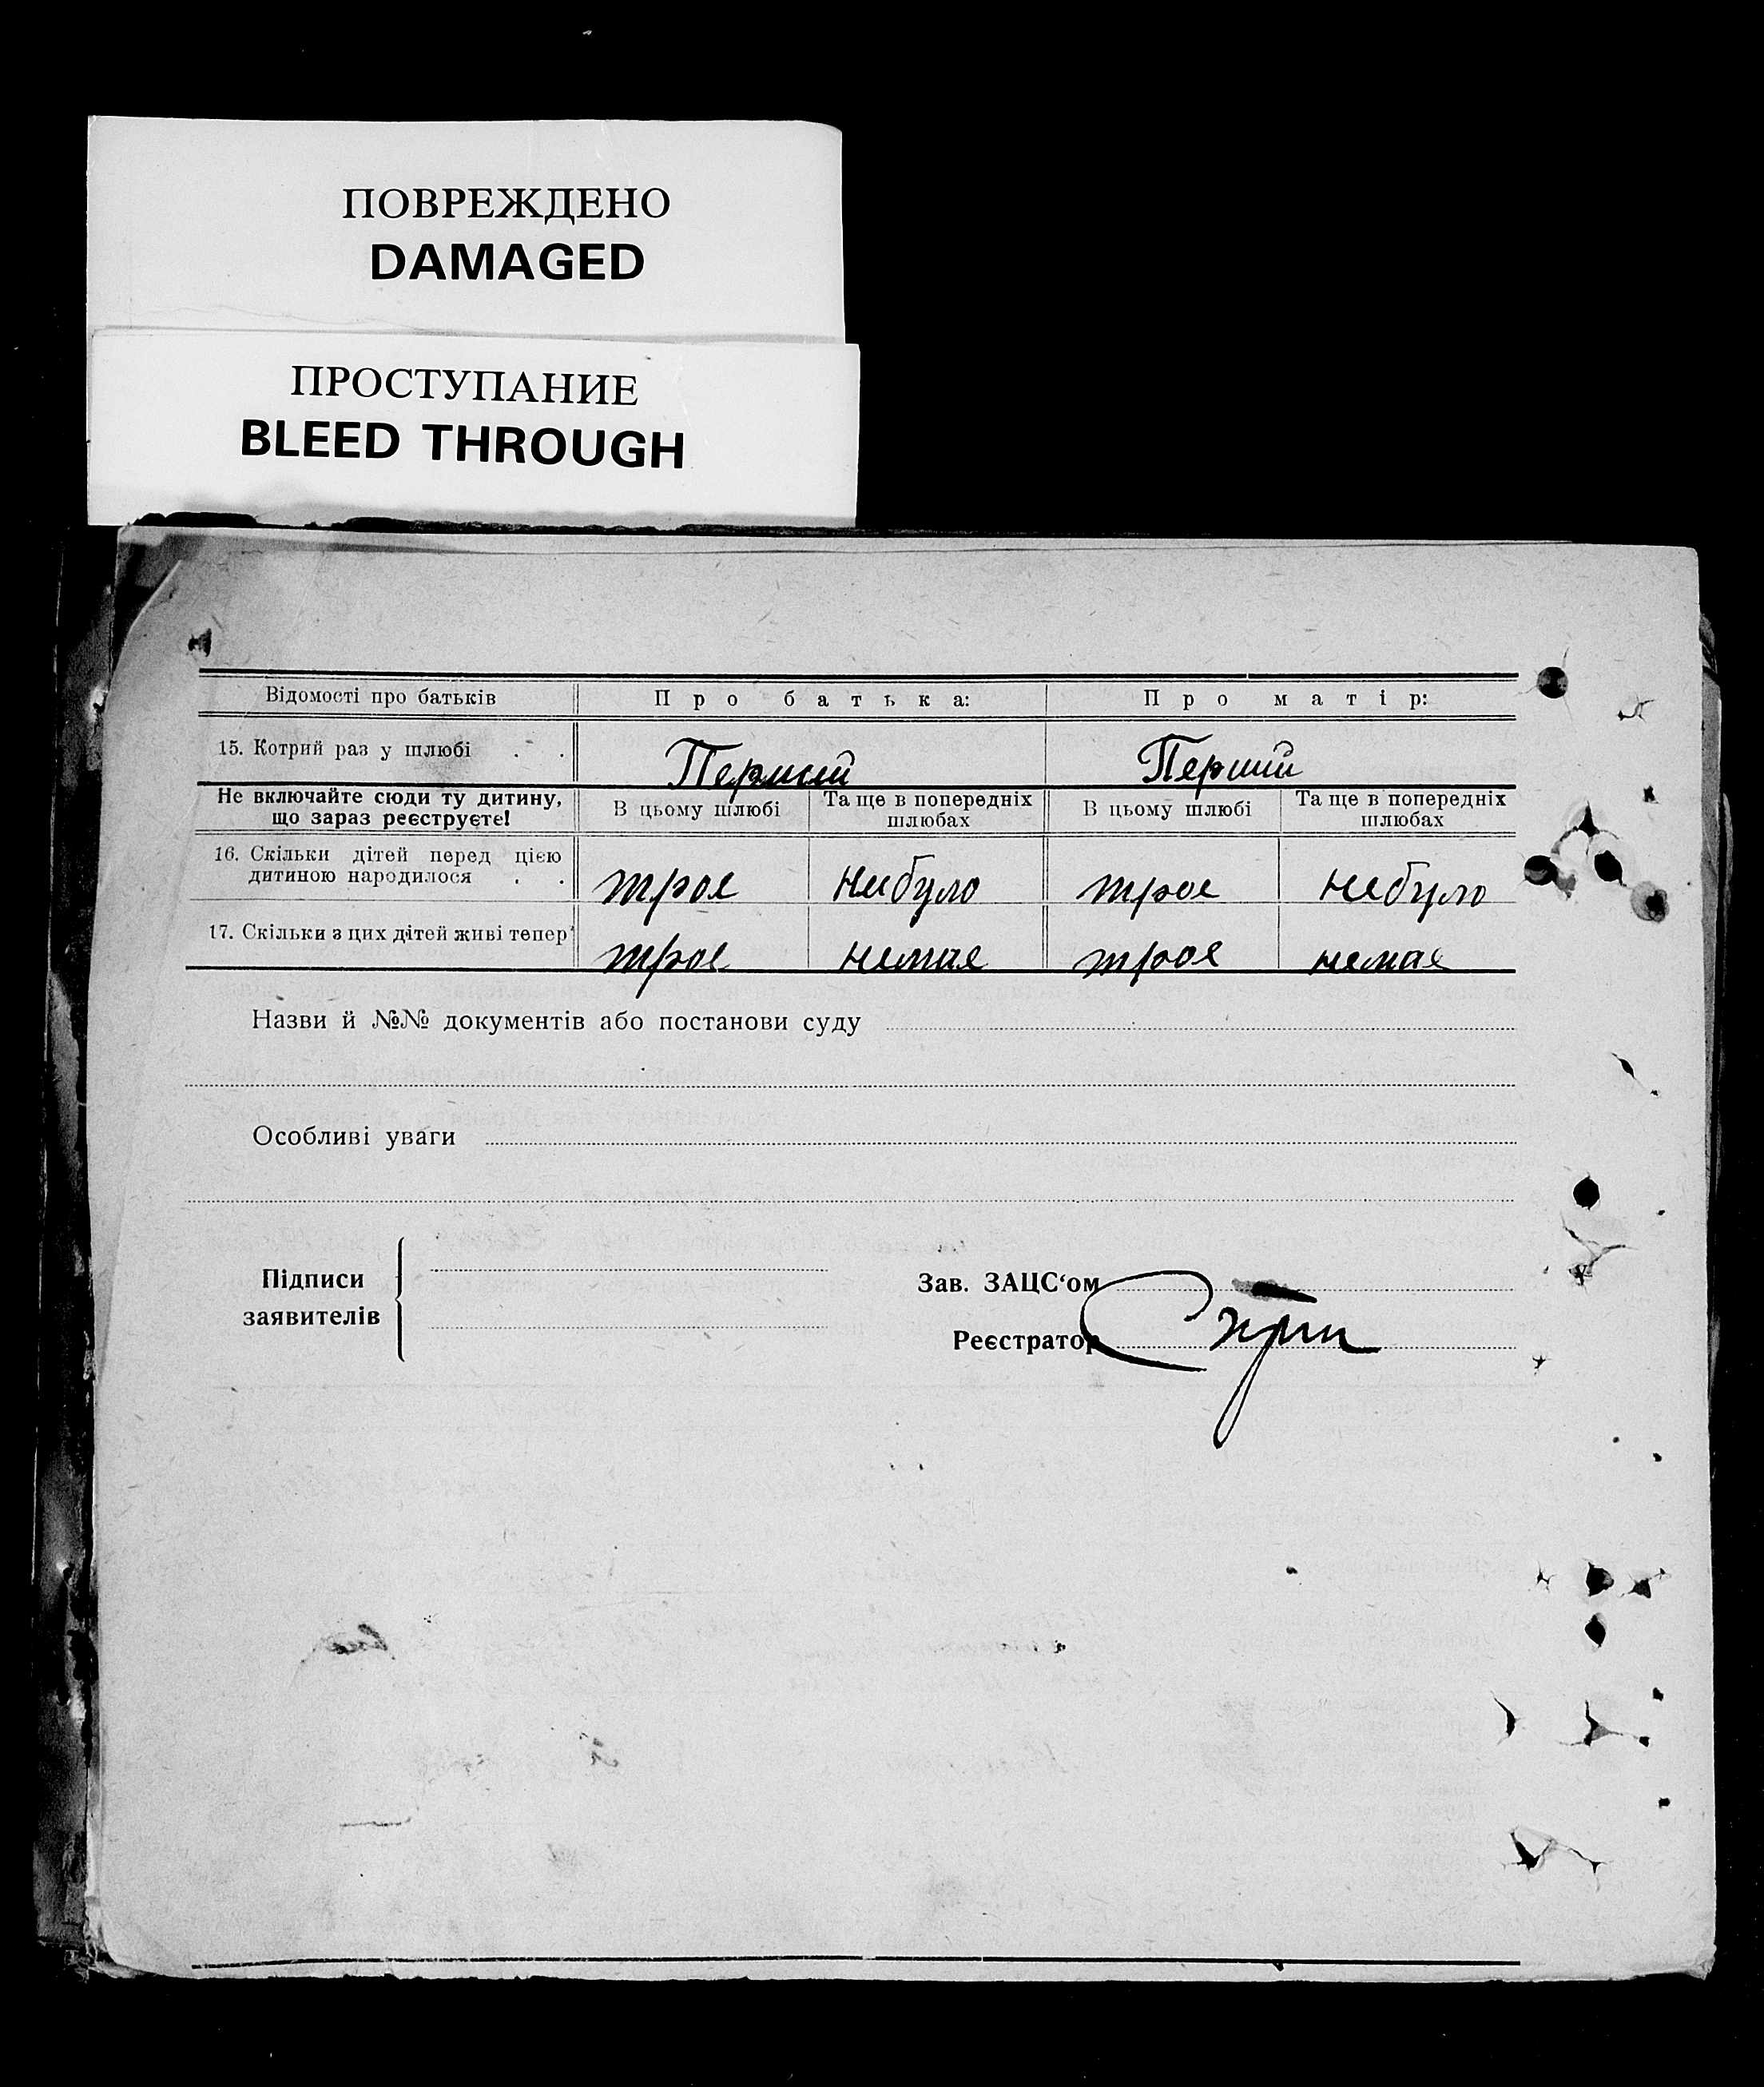 ПОВРЕЖДЕНО
DAMAGED
ПРОСТУПАНИЕ
BLEED THROUGH
Відомості про батьків Про батька: Про матір:
15. Котрий раз у шлюбі . . Перший Перший
Не включайте сюди ту дитину, що зараз реєструєте! В цьому шлюбі Та ще в попередніх шлюбах В цьому шлюбі Та ще в попередніх шлюбах
16. Скільки дітей перед цією
дитиною народилося . . троє небуло троє небуло
17. Скільки з цих дітей живі тепер троє немає троє немає
Назви й №№ документів або постанови суду
Особливі уваги
Підписи
заявителів
Зав. ЗАЦС‘ом
Реєстратор